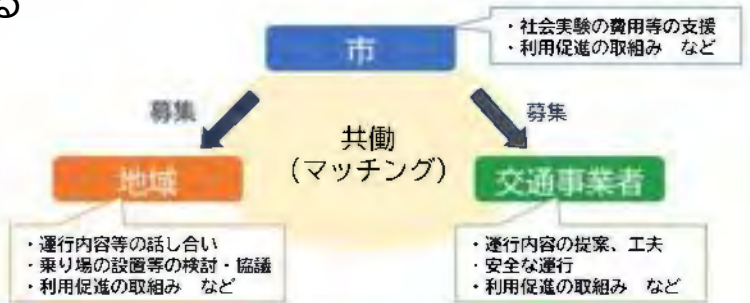 る
市
・社会実験の費用等の支援
・利用促進の取組み など
募集
募集
共働
(マッチング)
地域
交通事業者
・運行内容等の話し合い
・乗り場の設置等の検討・協議
・利用促進の取組み など
・運行内容の提案、工夫
・安全な運行
・利用促進の取組み など